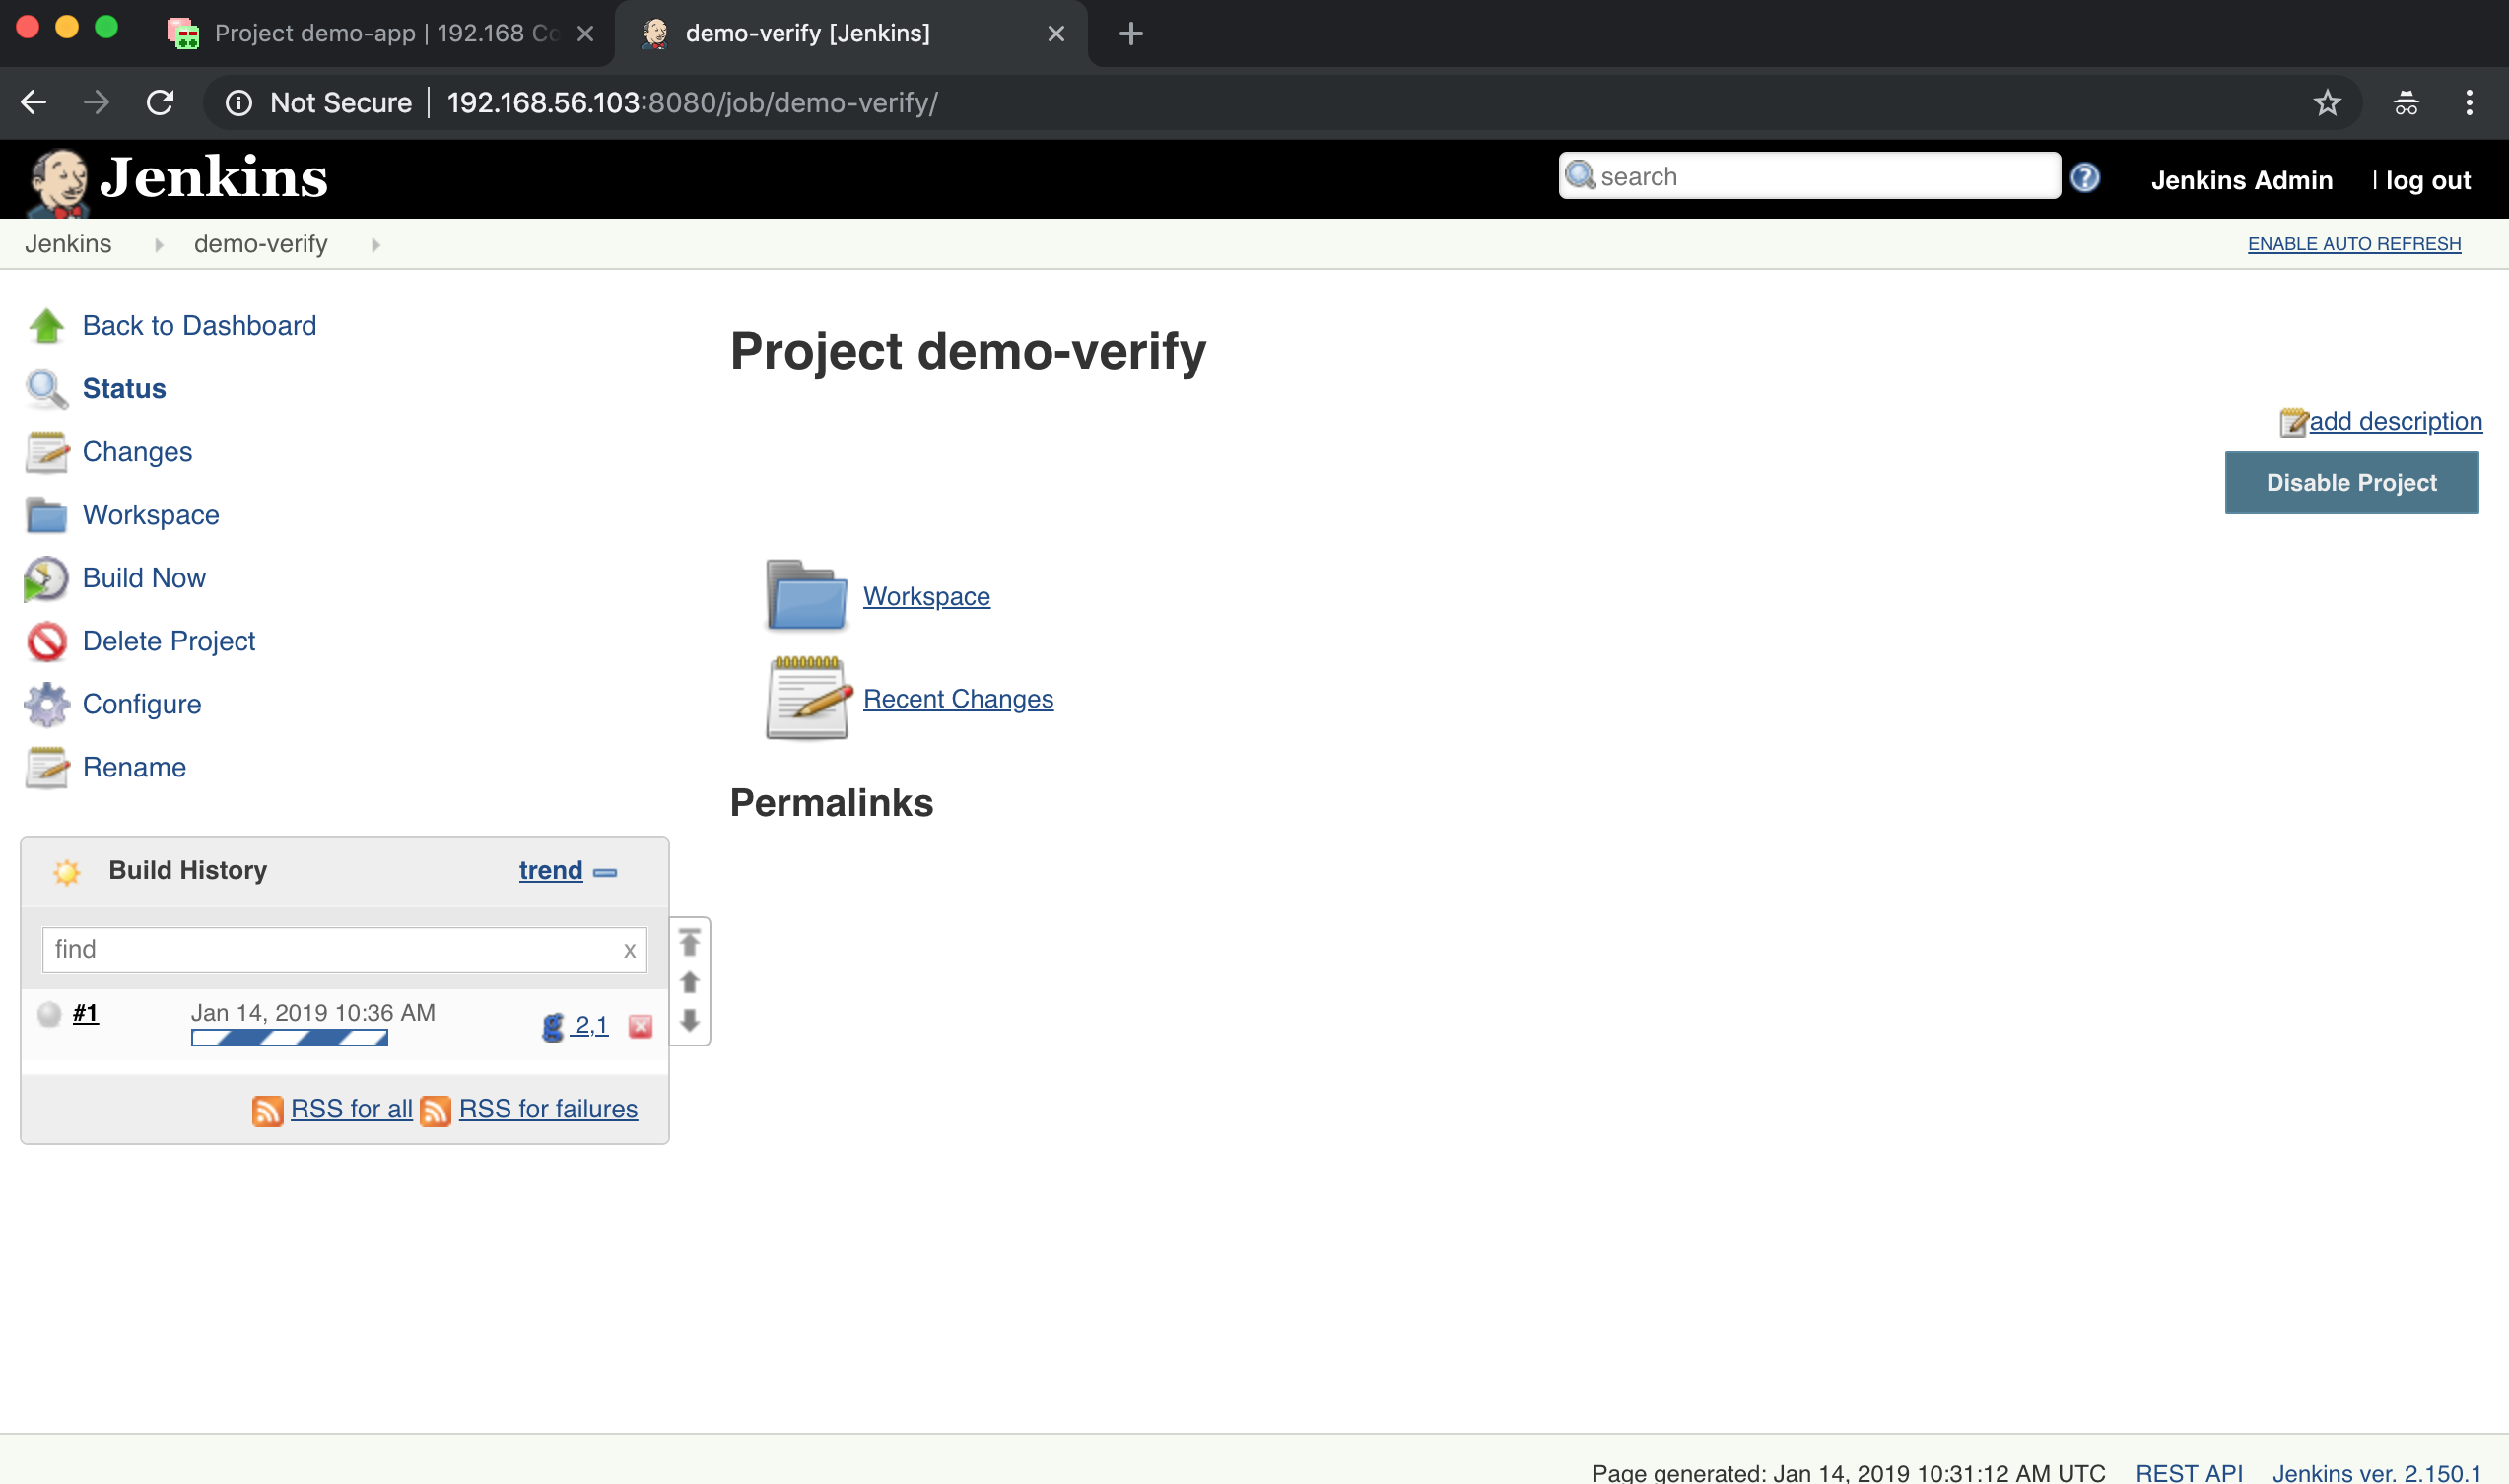 Project demo-app | 192.168 Co
demo-verify [Jenkins]
Not Secure | 192.168.56.103:8080/job/demo-verify/
Jenkins
search
Jenkins Admin
| log out
Jenkins
demo-verify
ENABLE AUTO REFRESH
Back to Dashboard
Status
Changes
Workspace
Build Now
Delete Project
Configure
Rename
Project demo-verify
add description
Disable Project
Workspace
Recent Changes
Permalinks
Build History
trend
find
x
#1
Jan 14, 2019 10:36 AM
2,1
RSS for all
RSS for failures
Page generated: Jan 14, 2019 10:31:12 AM UTC
REST API
Jenkins ver. 2.150.1